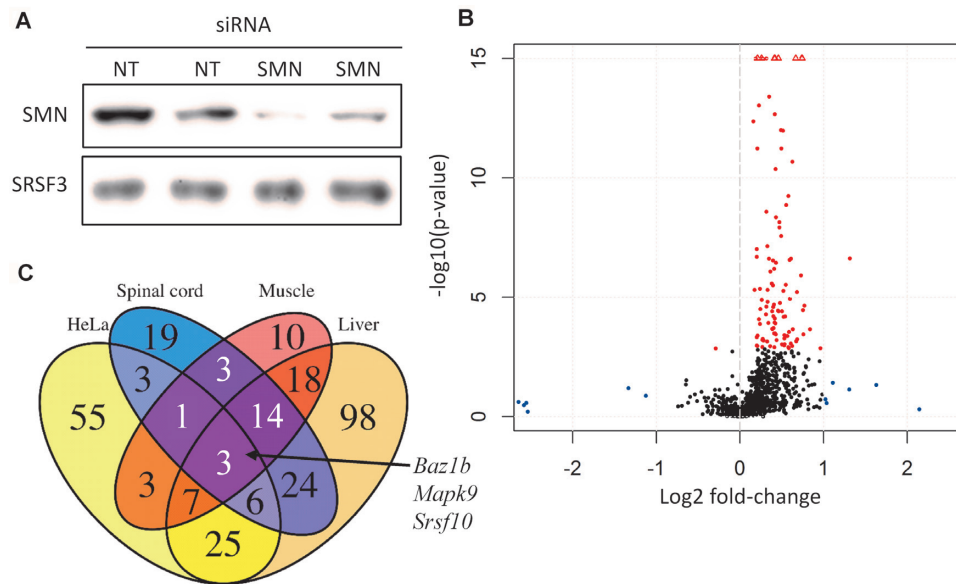 A
siRNA
NT NT SMN SMN
SMN
SRSF3
B
15
10
5
0
-log10(p-value)
-2 -1 0 1 2
Log2 fold-change
C
Spinal cord Muscle
HeLa Liver
19 10
3 3 18
55 1 14 98
3
3 7 6 24
25
Baz1b
Mapk9
Srsf10